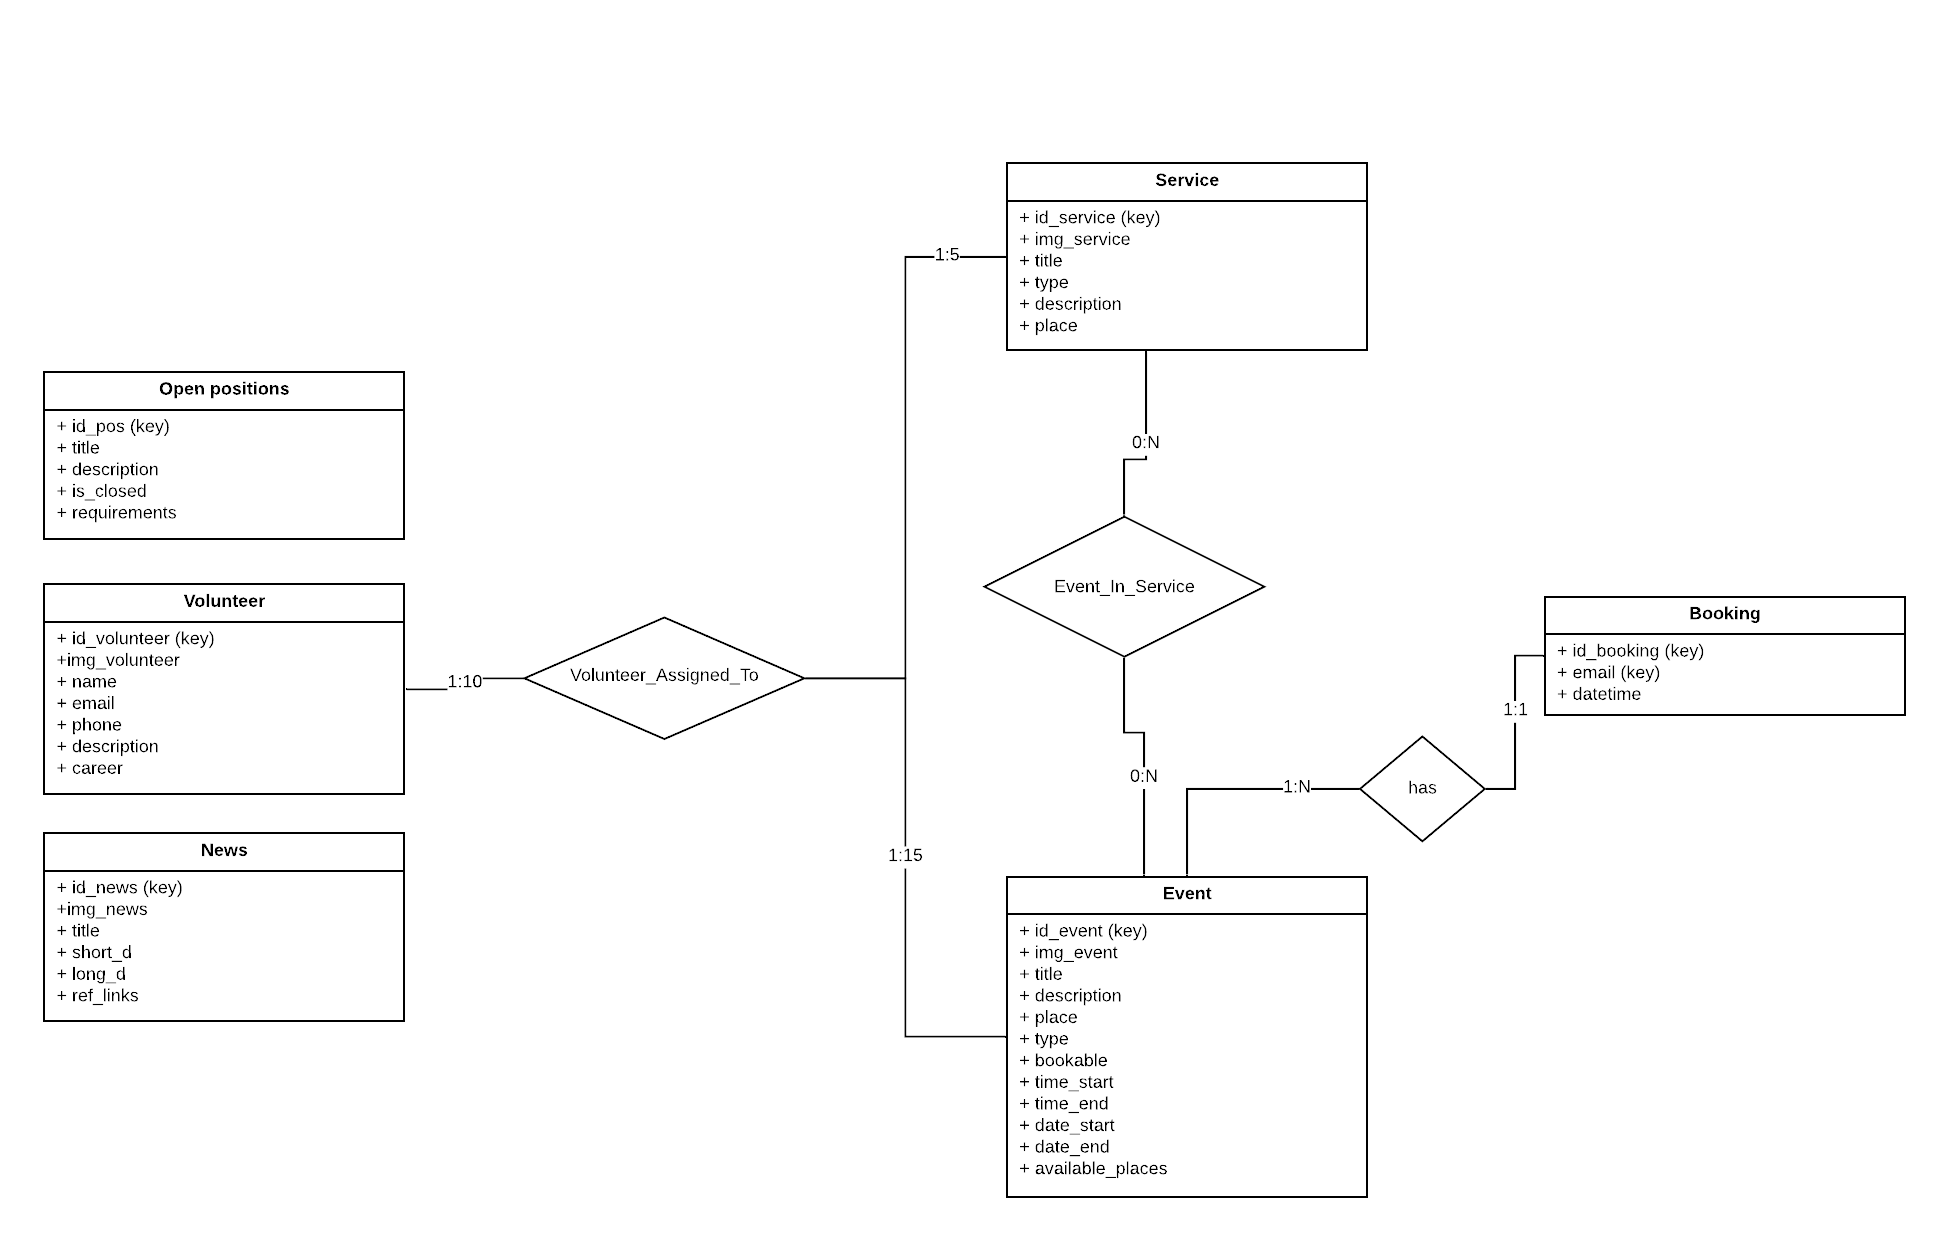 Service
+ id_service (key)
+ img_service
+ title
+ type
+ description
+ place
1:5
Open positions
+ id_pos (key)
+ title
+ description
+ is_closed
+ requirements
0:N
Event_In_Service
Volunteer
+ id_volunteer (key)
+img_volunteer
+ name
+ email
+ phone
+ description
+ career
1:10
Volunteer_Assigned_To
Booking
+ id_booking (key)
+ email (key)
+ datetime
1:1
has
1:N
0:N
1:15
News
+ id_news (key)
+img_news
+ title
+ short_d
+ long_d
+ ref_links
Event
+ id_event (key)
+ img_event
+ title
+ description
+ place
+ type
+ bookable
+ time_start
+ time_end
+ date_start
+ date_end
+ available_places